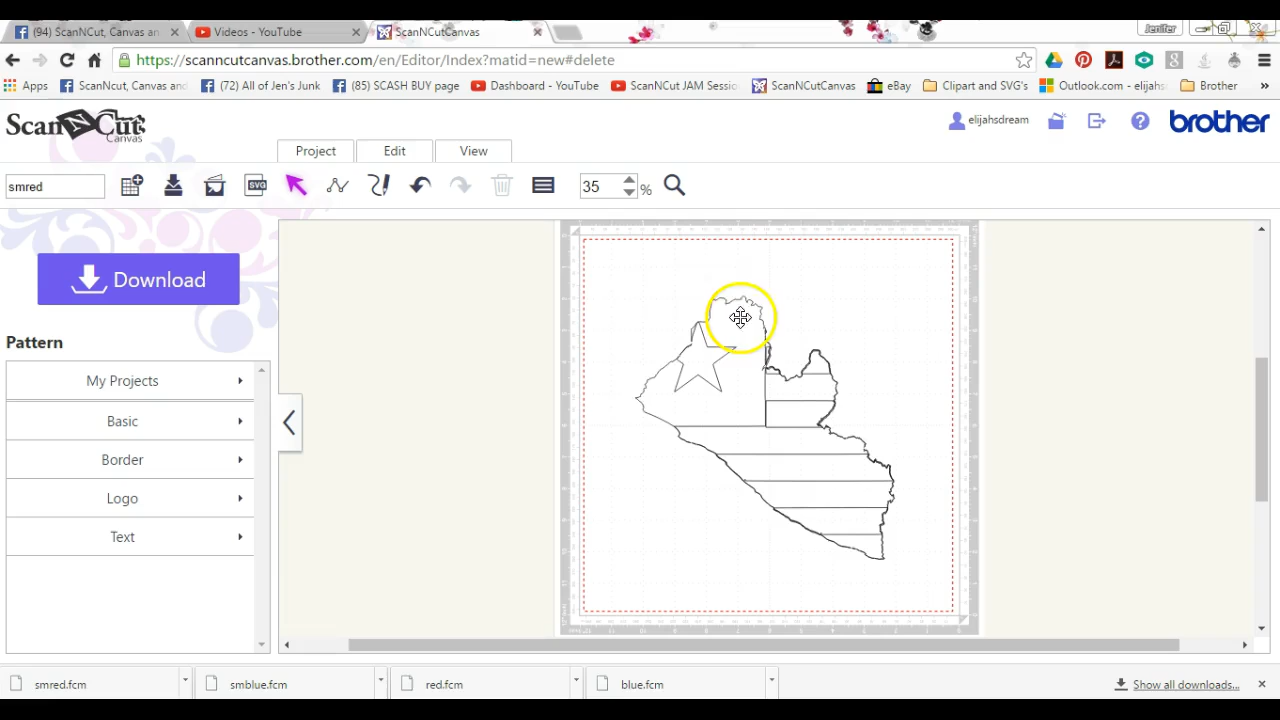 (94) ScanNCut, Canvas an
Videos - YouTube
ScanNCutCanvas
Jenifer
https://scanncutcanvas.brother.com/en/Editor/Index?matid=new#delete
Apps
ScanNcut, Canvas and
(72) All of Jen's Junk
(85) SCASH BUY page
Dashboard - YouTube
ScanNCut JAM Sessio
ScanNCutCanvas
eBay
Clipart and SVG's
Outlook.com - elijahs
Brother
ScanNCut
Canvas
elijahsdream
brother
Project
Edit
View
smred
SVG
35
%
Download
Pattern
My Projects
Basic
Border
Logo
Text
smred.fcm
smblue.fcm
red.fcm
blue.fcm
Show all downloads...